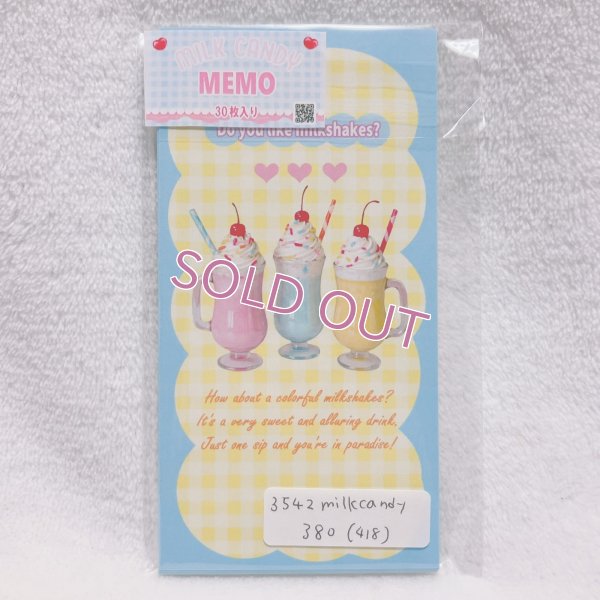 MILK CANDY
MEMO
30枚入り
Do you like milkshakes?
SOLD OUT
How about a colorful milkshakes?
It's a very sweet and alluring drink.
Just one sip and you're in paradise!
3542 milkcandy
380 (418)